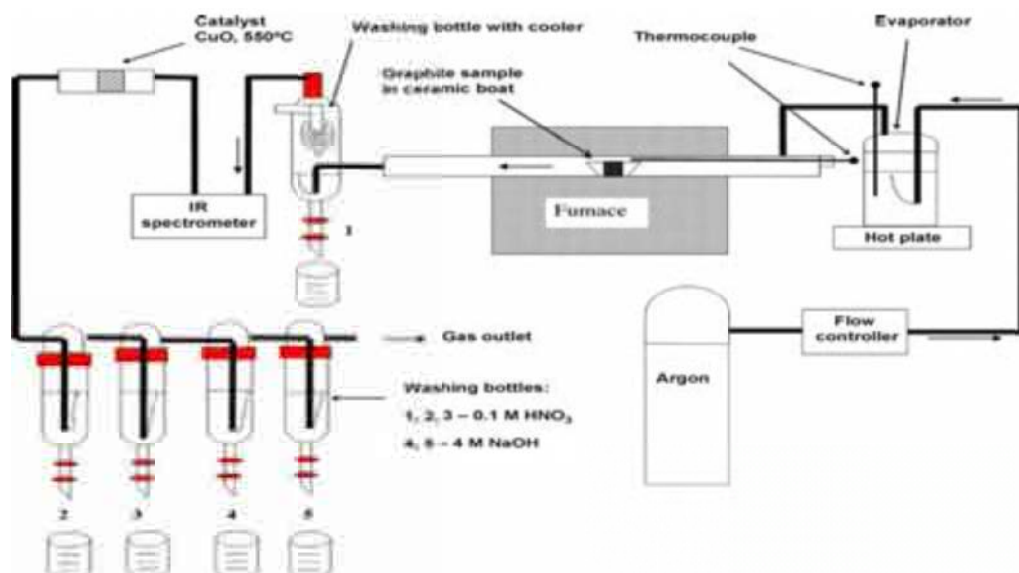 Catalyst
CuO, 550°C
Washing bottle with cooler
Graphite sample
in ceramic boat
Thermocouple
Evaporator
IR
spectrometer
1
Furnace
Hot plate
Gas outlet
Flow
controller
Argon
Washing bottles:
1, 2, 3 – 0.1 M HNO₃
4, 5 – 4 M NaOH
2
3
4
5